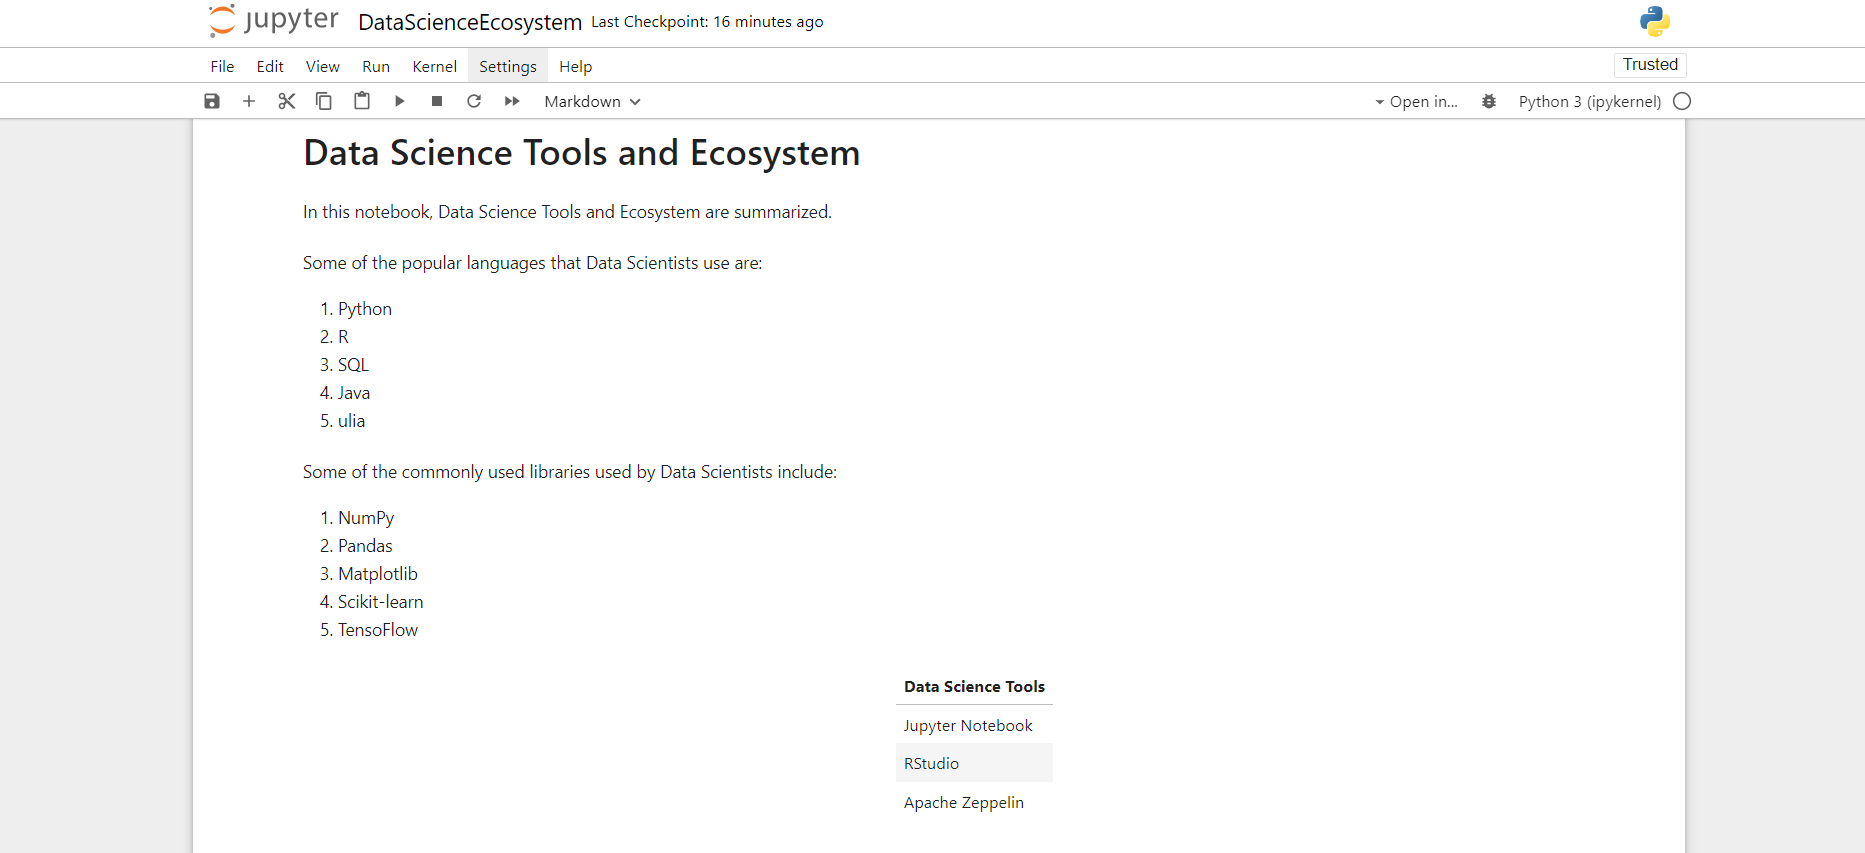 jupyter DataScienceEcosystem Last Checkpoint: 16 minutes ago
File Edit View Run Kernel Settings Help Trusted
Markdown Open in... Python 3 (ipykernel)
Data Science Tools and Ecosystem
In this notebook, Data Science Tools and Ecosystem are summarized.
Some of the popular languages that Data Scientists use are:
1. Python
2. R
3. SQL
4. Java
5. ulia
Some of the commonly used libraries used by Data Scientists include:
1. NumPy
2. Pandas
3. Matplotlib
4. Scikit-learn
5. TensoFlow
Data Science Tools
Jupyter Notebook
RStudio
Apache Zeppelin